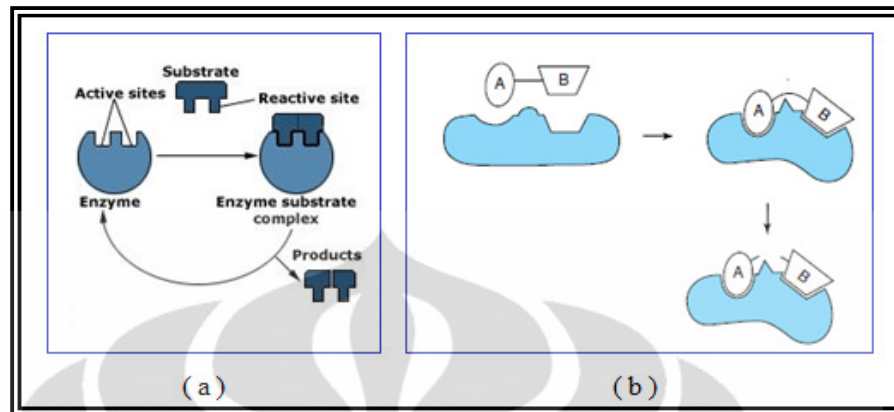 Substrate
Active sites
Reactive site
Enzyme
Enzyme substrate
complex
Products
(a)
A
B
A
B
A
B
(b)